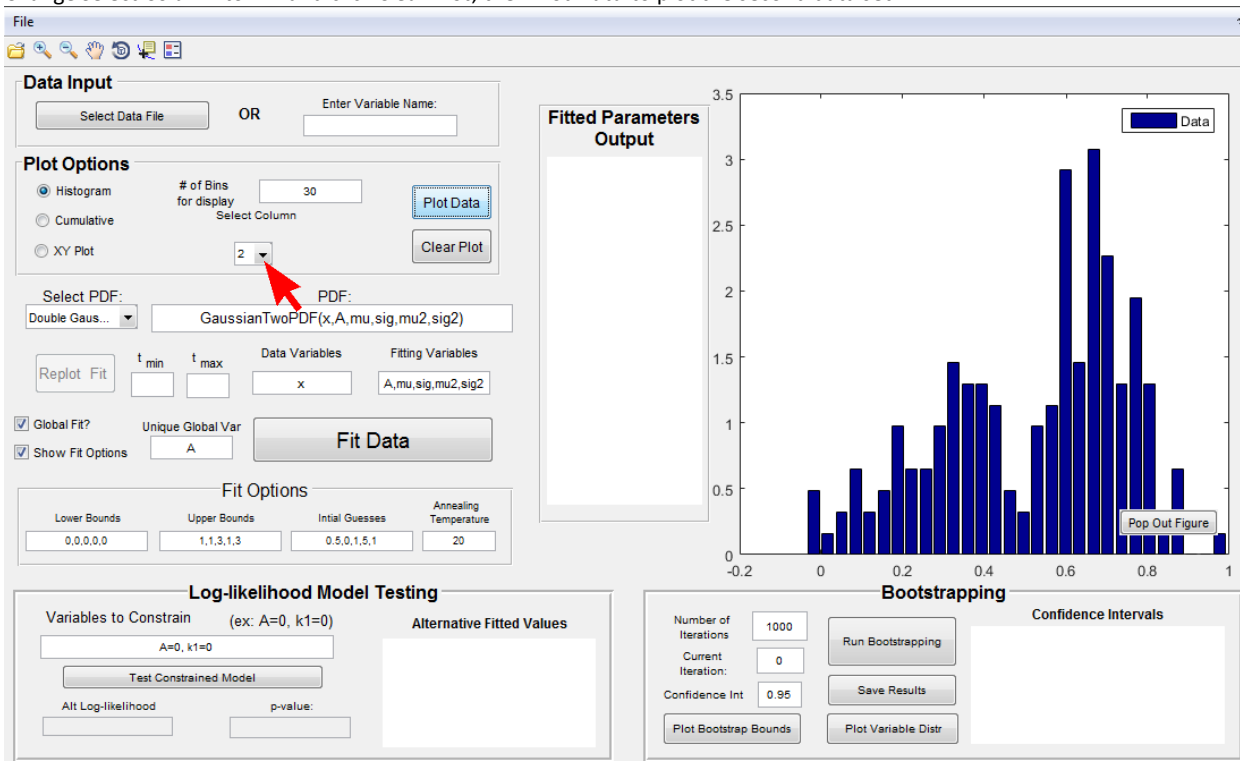 File
Data Input
Select Data File
OR
Enter Variable Name:
Plot Options
Histogram
Cumulative
XY Plot
# of Bins
for display
30
Select Column
2
Plot Data
Clear Plot
Select PDF:
Double Gaus...
PDF:
GaussianTwoPDF(x,A,mu,sig,mu2,sig2)
Replot Fit
t min
t max
Data Variables
x
Fitting Variables
A,mu,sig,mu2,sig2
Global Fit?
Show Fit Options
Unique Global Var
A
Fit Data
Fit Options
Lower Bounds
0,0,0,0,0
Upper Bounds
1,1,3,1,3
Intial Guesses
0.5,0,1,5,1
Annealing
Temperature
20
Fitted Parameters
Output
3.5
3
2.5
2
1.5
1
0.5
0
-0.2 0 0.2 0.4 0.6 0.8 1
Data
Pop Out Figure
Log-likelihood Model Testing
Variables to Constrain (ex: A=0, k1=0)
A=0, k1=0
Test Constrained Model
Alt Log-likelihood
p-value:
Alternative Fitted Values
Bootstrapping
Number of
Iterations
1000
Current
Iteration:
0
Confidence Int
0.95
Plot Bootstrap Bounds
Run Bootstrapping
Save Results
Plot Variable Distr
Confidence Intervals